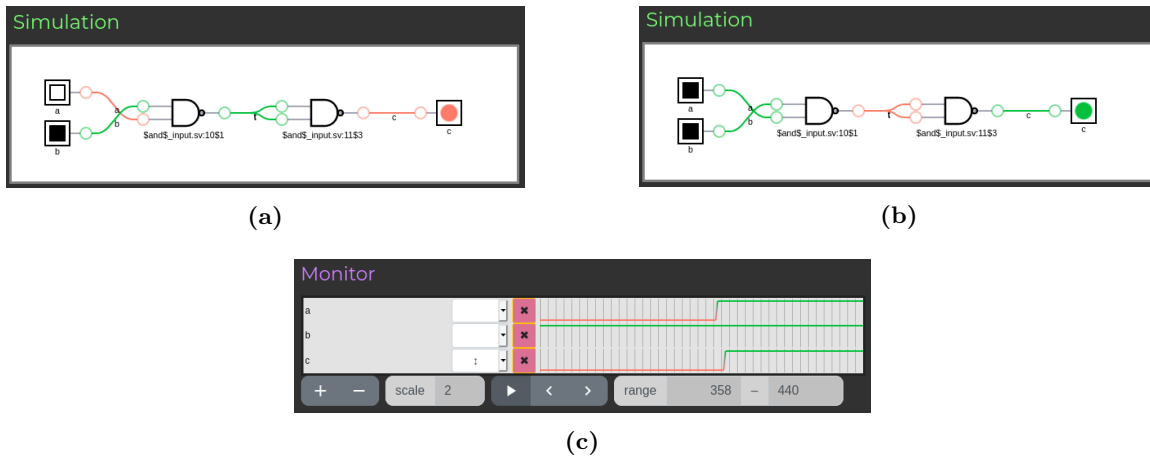 Simulation
a
b
a
b
$and$_input.sv:10$1
t
$and$_input.sv:11$3
c
c
(a)
Simulation
a
b
a
b
$and$_input.sv:10$1
t
$and$_input.sv:11$3
c
c
(b)
Monitor
a
b
c ↕
+ − scale 2 range 358 – 440
(c)